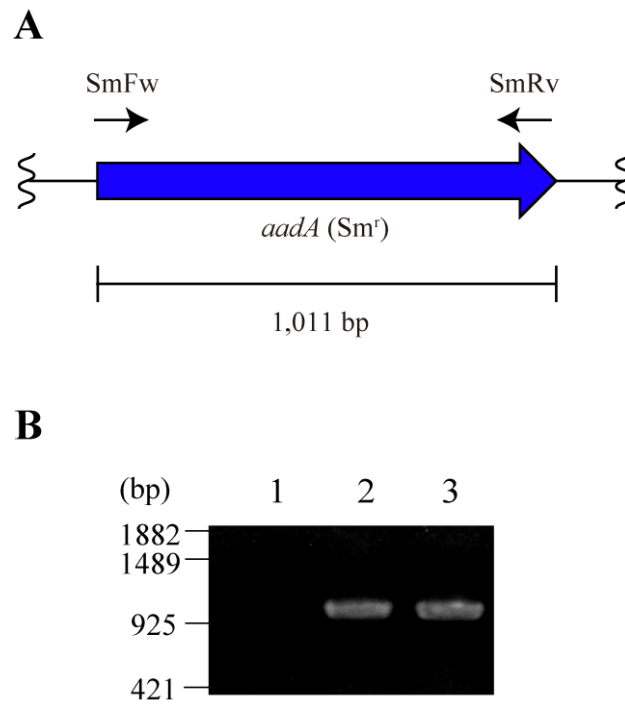 A
SmFw SmRv
aadA (Smʳ)
1,011 bp
B
(bp) 1 2 3
1882
1489
925
421